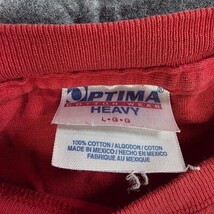 OPTIMA
COTTON WEAR
HEAVY
L • G • G
100% COTTON / ALGODON / COTON
MADE IN MEXICO / HECHO EN MEXICO
FABRIQUE AU MEXIQUE